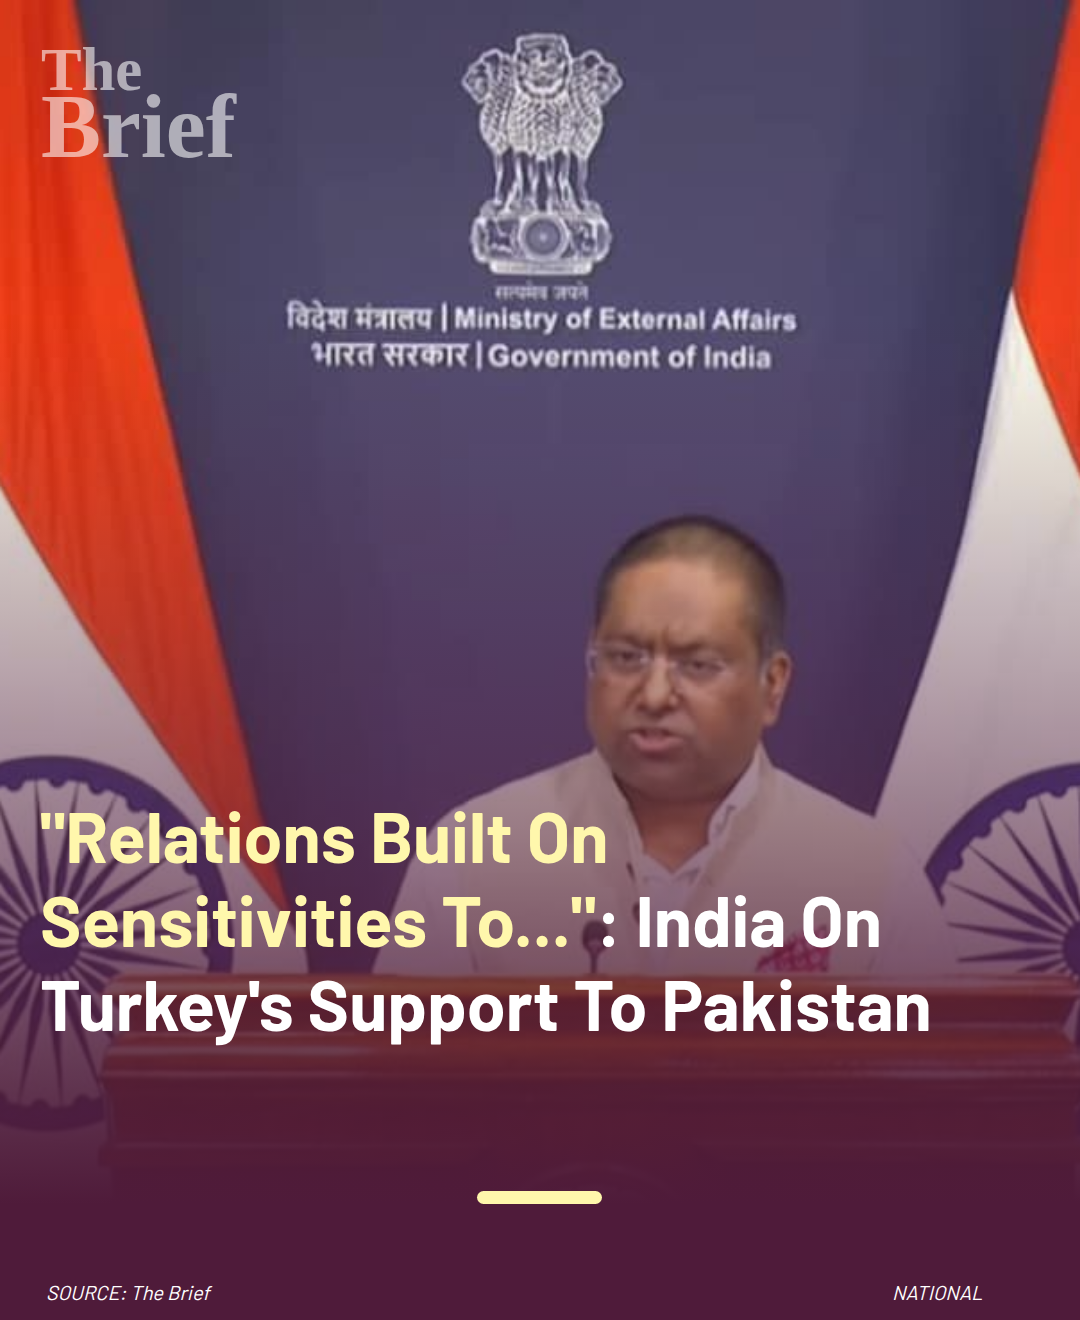 The
Brief
सत्यमेव जयते
विदेश मंत्रालय | Ministry of External Affairs
भारत सरकार | Government of India
"Relations Built On
Sensitivities To...": India On
Turkey's Support To Pakistan
SOURCE: The Brief
NATIONAL